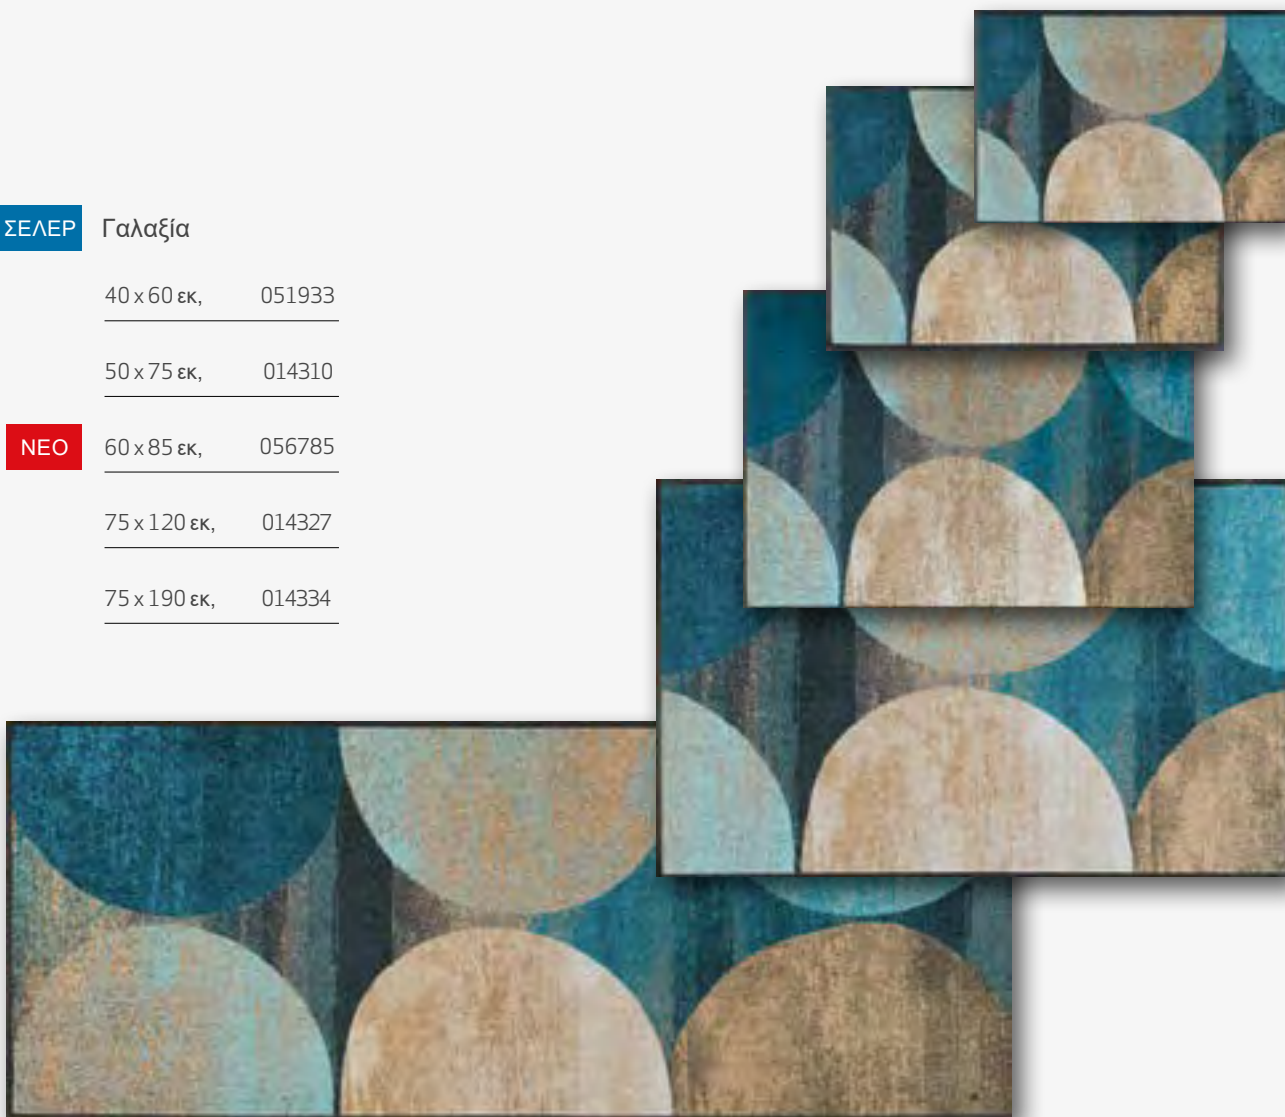 ΣΕΛΕΡ Γαλαξία
40 x 60 εκ, 051933
50 x 75 εκ, 014310
ΝΕΟ 60 x 85 εκ, 056785
75 x 120 εκ, 014327
75 x 190 εκ, 014334